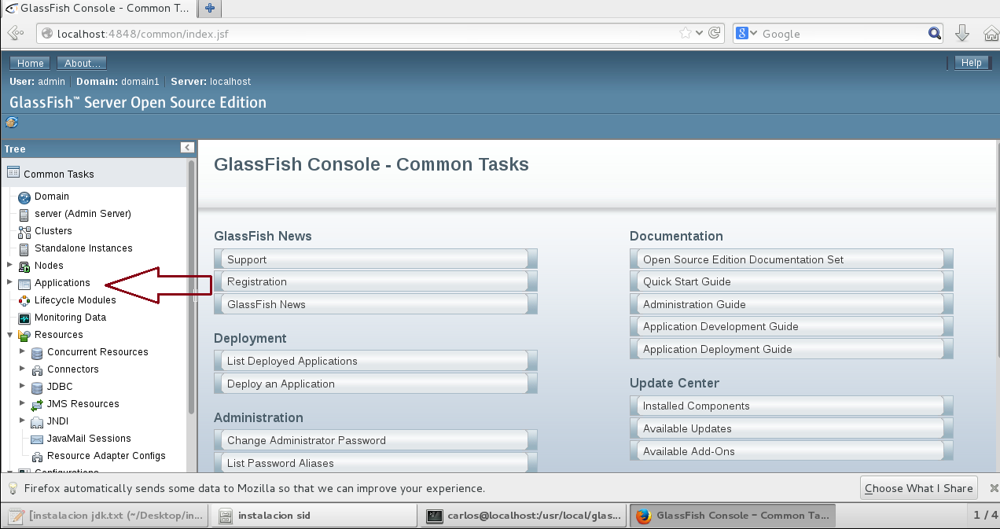 GlassFish Console - Common T...
localhost:4848/common/index.jsf
8 Google
Home About...
Help
User: admin Domain: domain1 Server: localhost
GlassFish™ Server Open Source Edition
Tree
Common Tasks
Domain
server (Admin Server)
Clusters
Standalone Instances
Nodes
Applications
Lifecycle Modules
Monitoring Data
Resources
Concurrent Resources
Connectors
JDBC
JMS Resources
JNDI
JavaMail Sessions
Resource Adapter Configs
Configurations
GlassFish Console - Common Tasks
GlassFish News
Support
Registration
GlassFish News
Deployment
List Deployed Applications
Deploy an Application
Administration
Change Administrator Password
List Password Aliases
Documentation
Open Source Edition Documentation Set
Quick Start Guide
Administration Guide
Application Development Guide
Application Deployment Guide
Update Center
Installed Components
Available Updates
Available Add-Ons
Firefox automatically sends some data to Mozilla so that we can improve your experience.
Choose What I Share
[instalacion jdk.txt (~/Desktop/in...
instalacion sid
carlos@localhost:/usr/local/glas...
GlassFish Console - Common Ta...
1 / 4